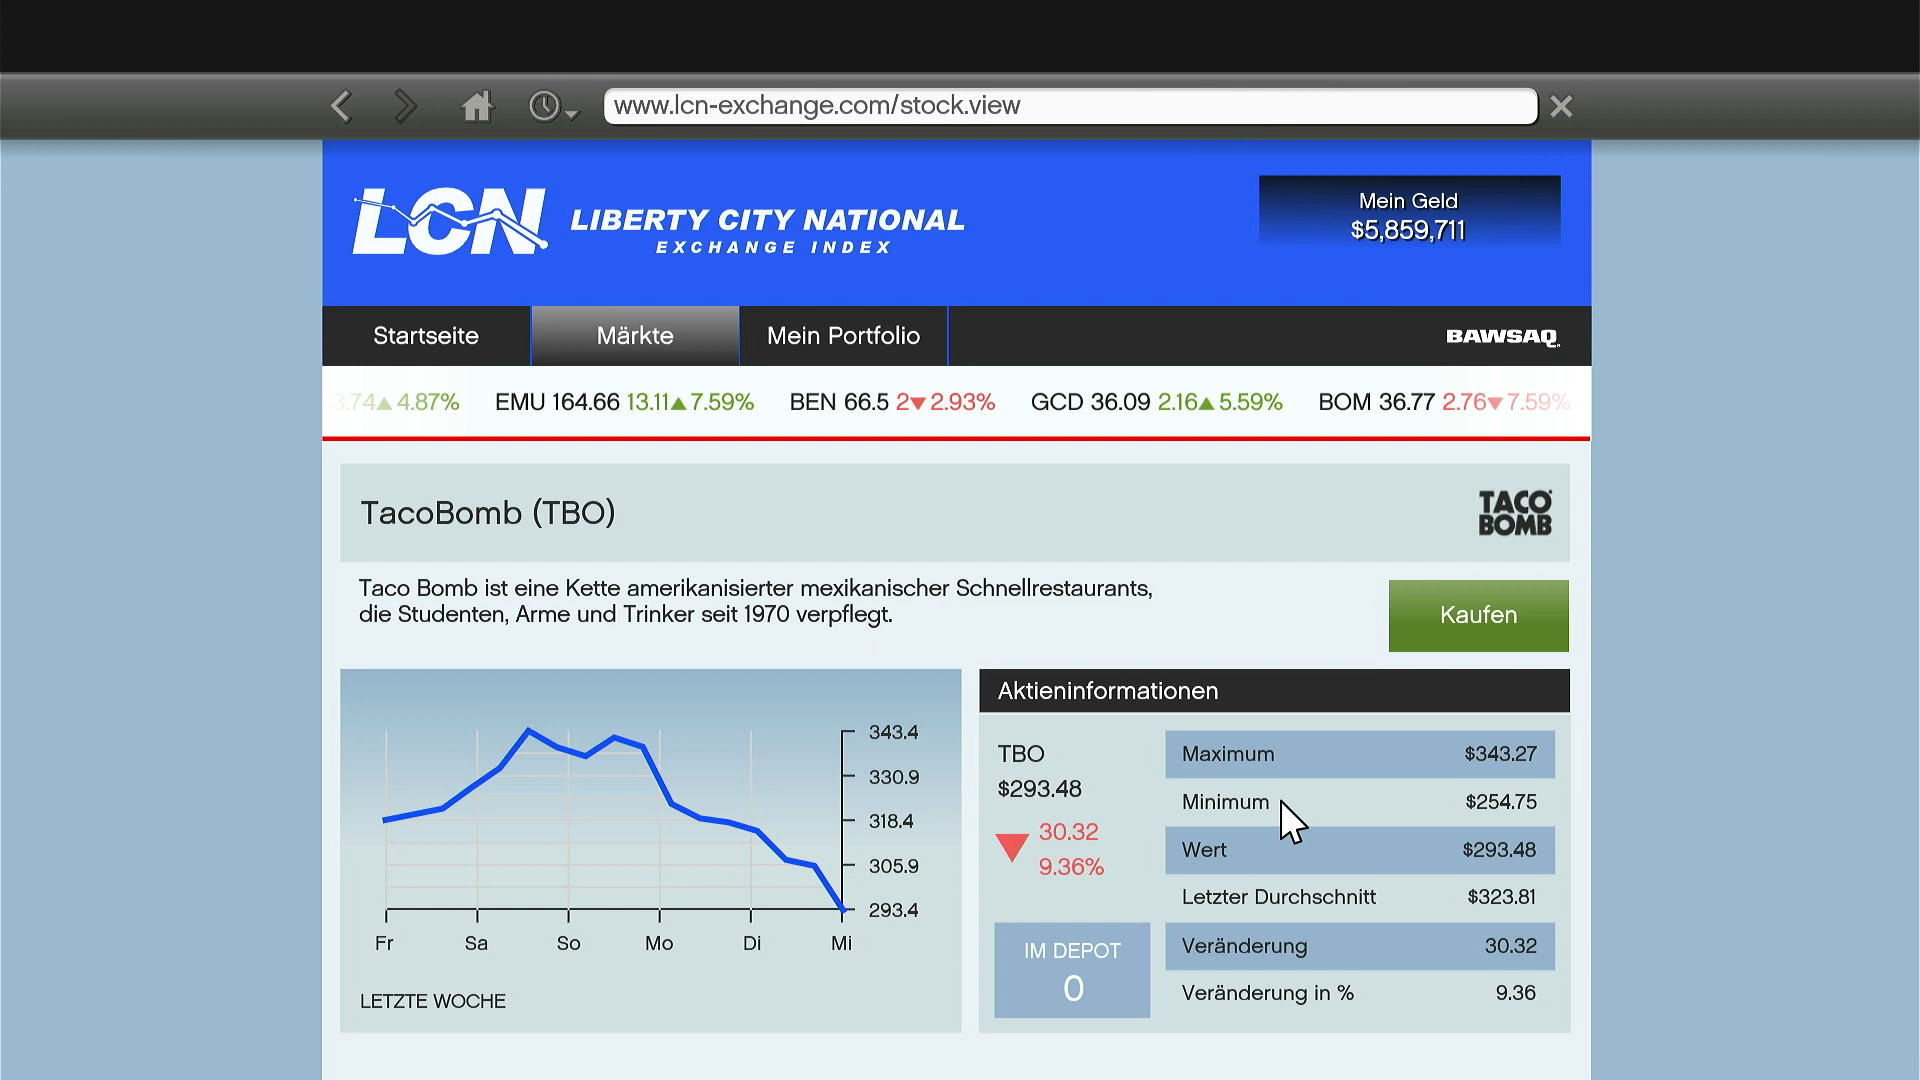 www.lcn-exchange.com/stock.view
LCN
LIBERTY CITY NATIONAL
EXCHANGE INDEX
Mein Geld
$5,859,711
Startseite Märkte Mein Portfolio BAWSAQ
3.74▲4.87% EMU 164.66 13.11▲7.59% BEN 66.5 2▼2.93% GCD 36.09 2.16▲5.59% BOM 36.77 2.76▼7.59%
TacoBomb (TBO)
TACO
BOMB
Taco Bomb ist eine Kette amerikanisierter mexikanischer Schnellrestaurants,
die Studenten, Arme und Trinker seit 1970 verpflegt.
Kaufen
343.4
330.9
318.4
305.9
293.4
Fr Sa So Mo Di Mi
LETZTE WOCHE
Aktieninformationen
TBO
$293.48
30.32
9.36%
IM DEPOT
0
Maximum $343.27
Minimum $254.75
Wert $293.48
Letzter Durchschnitt $323.81
Veränderung 30.32
Veränderung in % 9.36